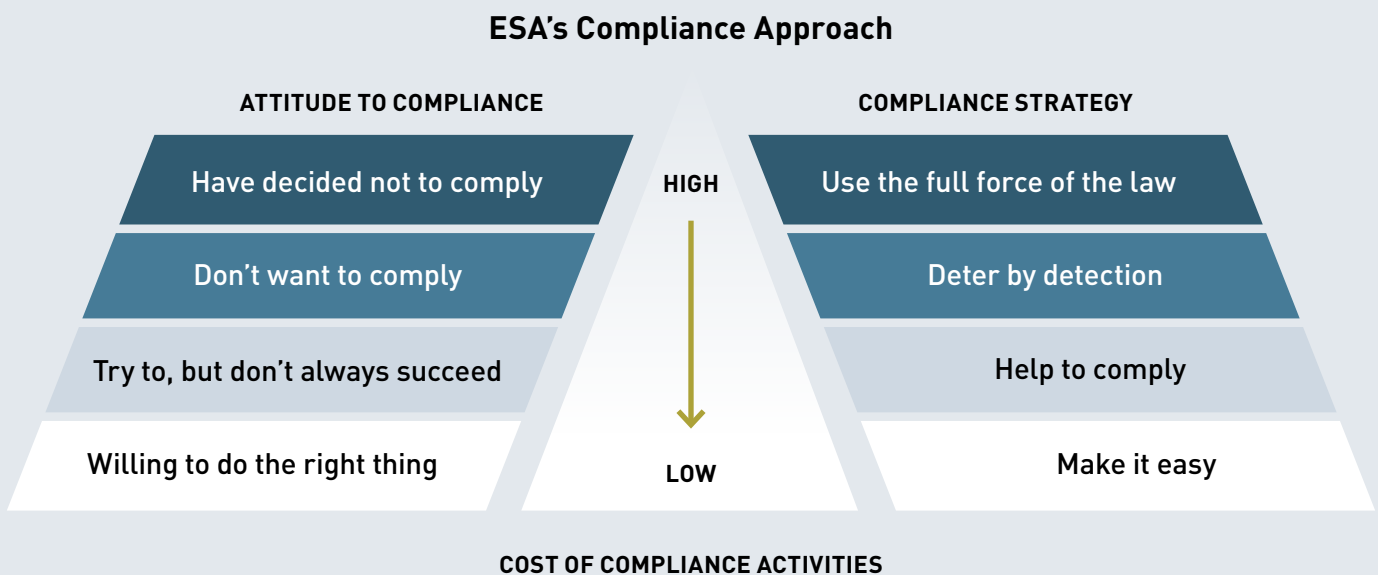 ESA’s Compliance Approach
ATTITUDE TO COMPLIANCE
COMPLIANCE STRATEGY
Have decided not to comply
HIGH
Use the full force of the law
Don’t want to comply
Deter by detection
Try to, but don’t always succeed
Help to comply
Willing to do the right thing
LOW
Make it easy
COST OF COMPLIANCE ACTIVITIES